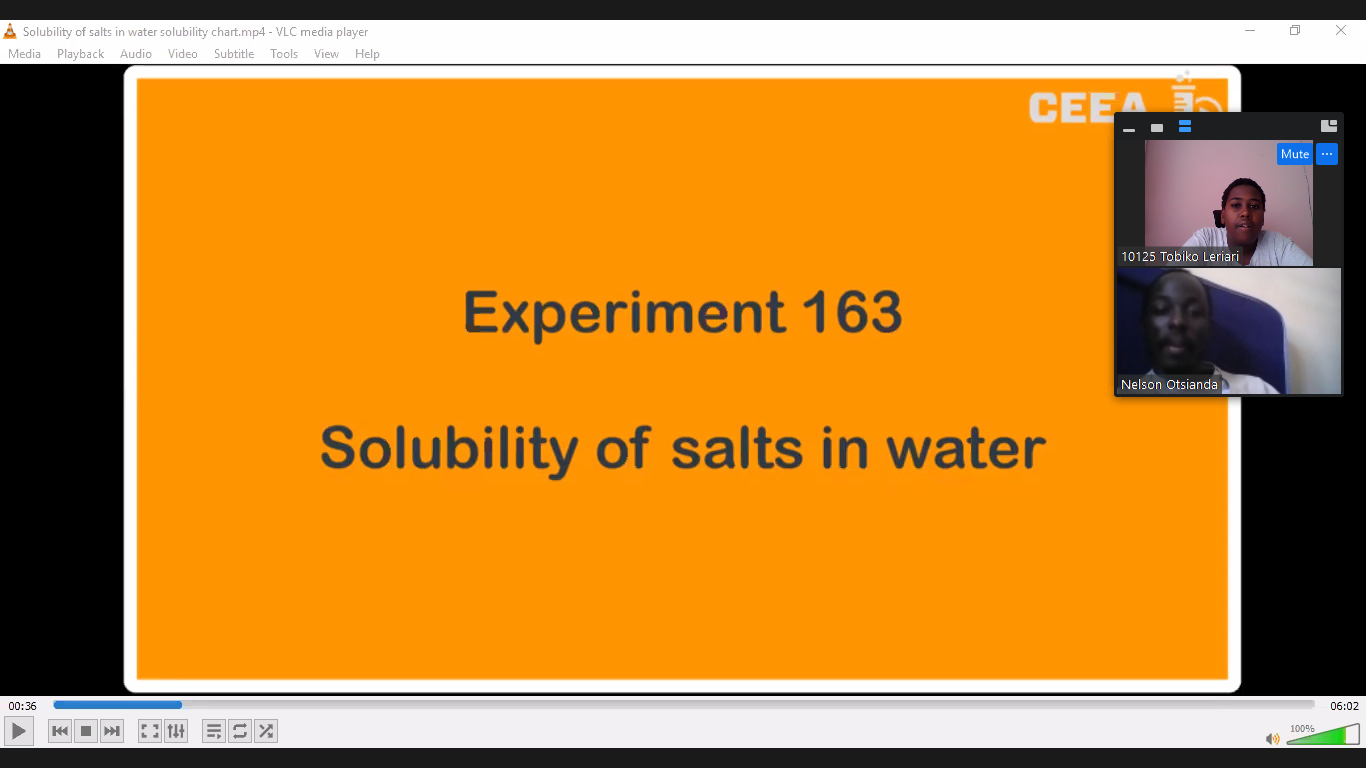 Solubility of salts in water solubility chart.mp4 - VLC media player
Media Playback Audio Video Subtitle Tools View Help
CEEA
Mute
10125 Tobiko Leriari
Experiment 163
Nelson Otsianda
Solubility of salts in water
00:36
06:02
100%